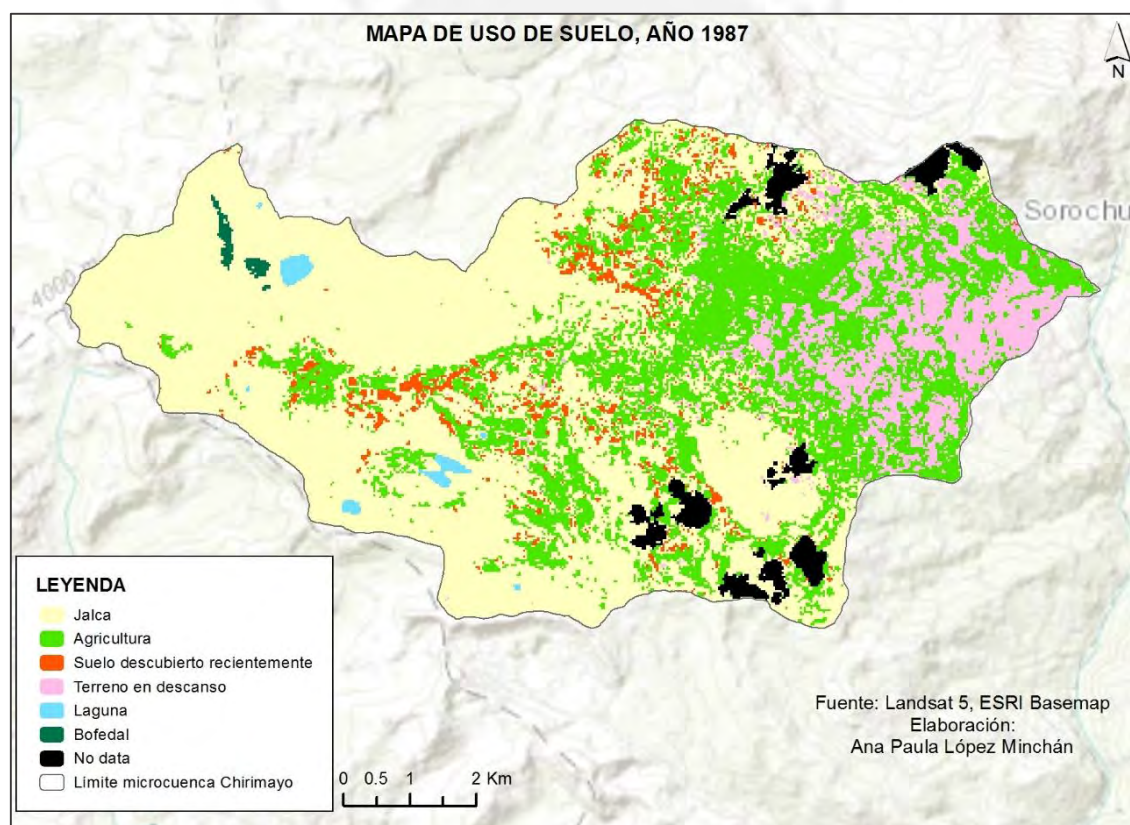 MAPA DE USO DE SUELO, AÑO 1987
N
Sorochu
4000 m
LEYENDA
Jalca
Agricultura
Suelo descubierto recientemente
Terreno en descanso
Laguna
Bofedal
No data
Límite microcuenca Chirimayo
0 0.5 1 2 Km
Fuente: Landsat 5, ESRI Basemap
Elaboración:
Ana Paula López Minchán